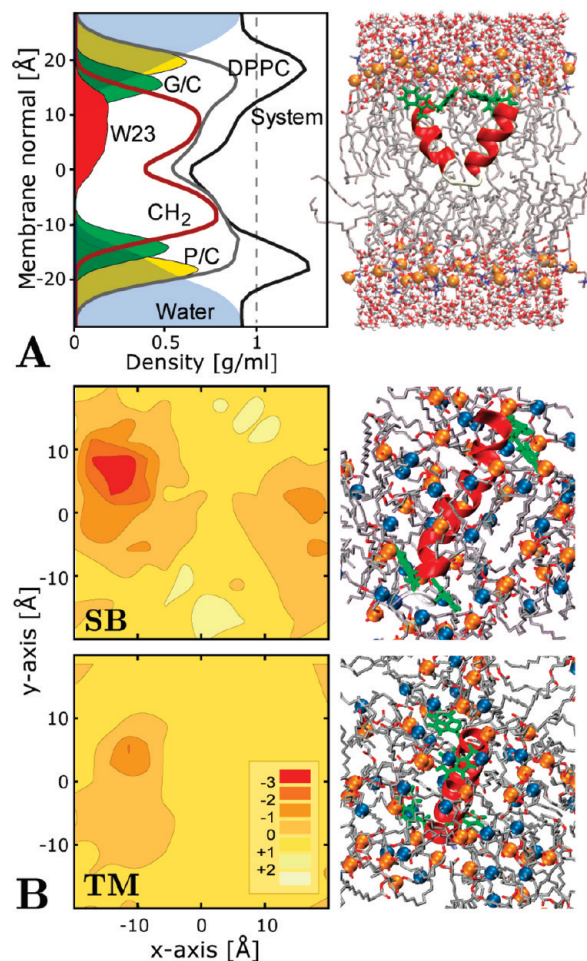 20
10
0
-10
-20
Membrane normal [Å]
DPPC
G/C
System
W23
CH2
P/C
Water
0
0.5
1
Density [g/ml]
A
10
0
-10
SB
y-axis [Å]
10
0
-10
-3
-2
-1
0
+1
+2
TM
B
-10
0
10
x-axis [Å]